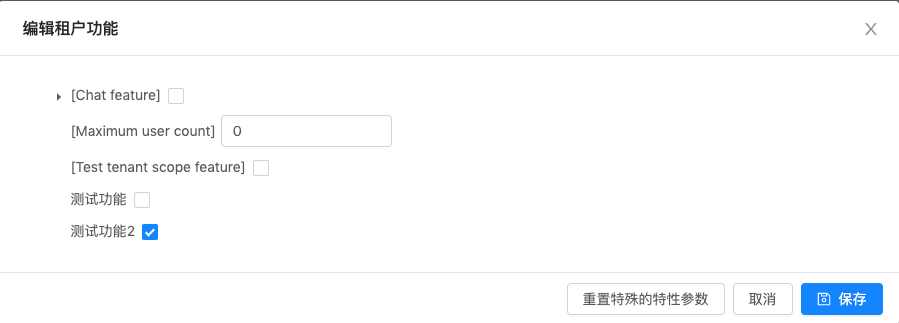 编辑租户功能
[Chat feature]
[Maximum user count] 0
[Test tenant scope feature]
测试功能
测试功能2
重置特殊的特性参数 取消 保存